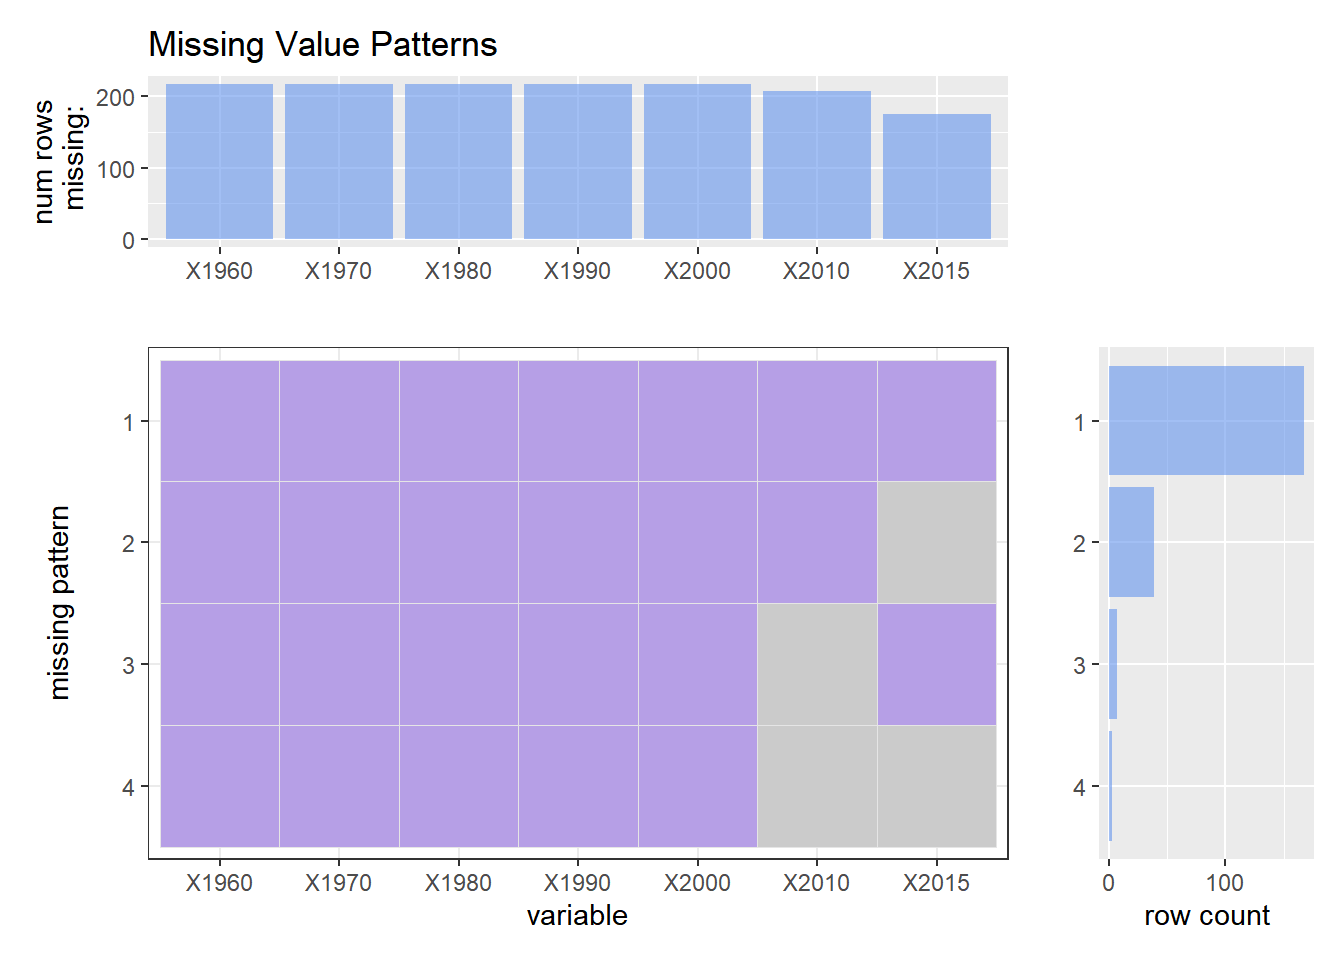 Missing Value Patterns
num rows
missing:
200
100
0
X1960 X1970 X1980 X1990 X2000 X2010 X2015
missing pattern
1
2
3
4
X1960 X1970 X1980 X1990 X2000 X2010 X2015
variable
1
2
3
4
0 100
row count